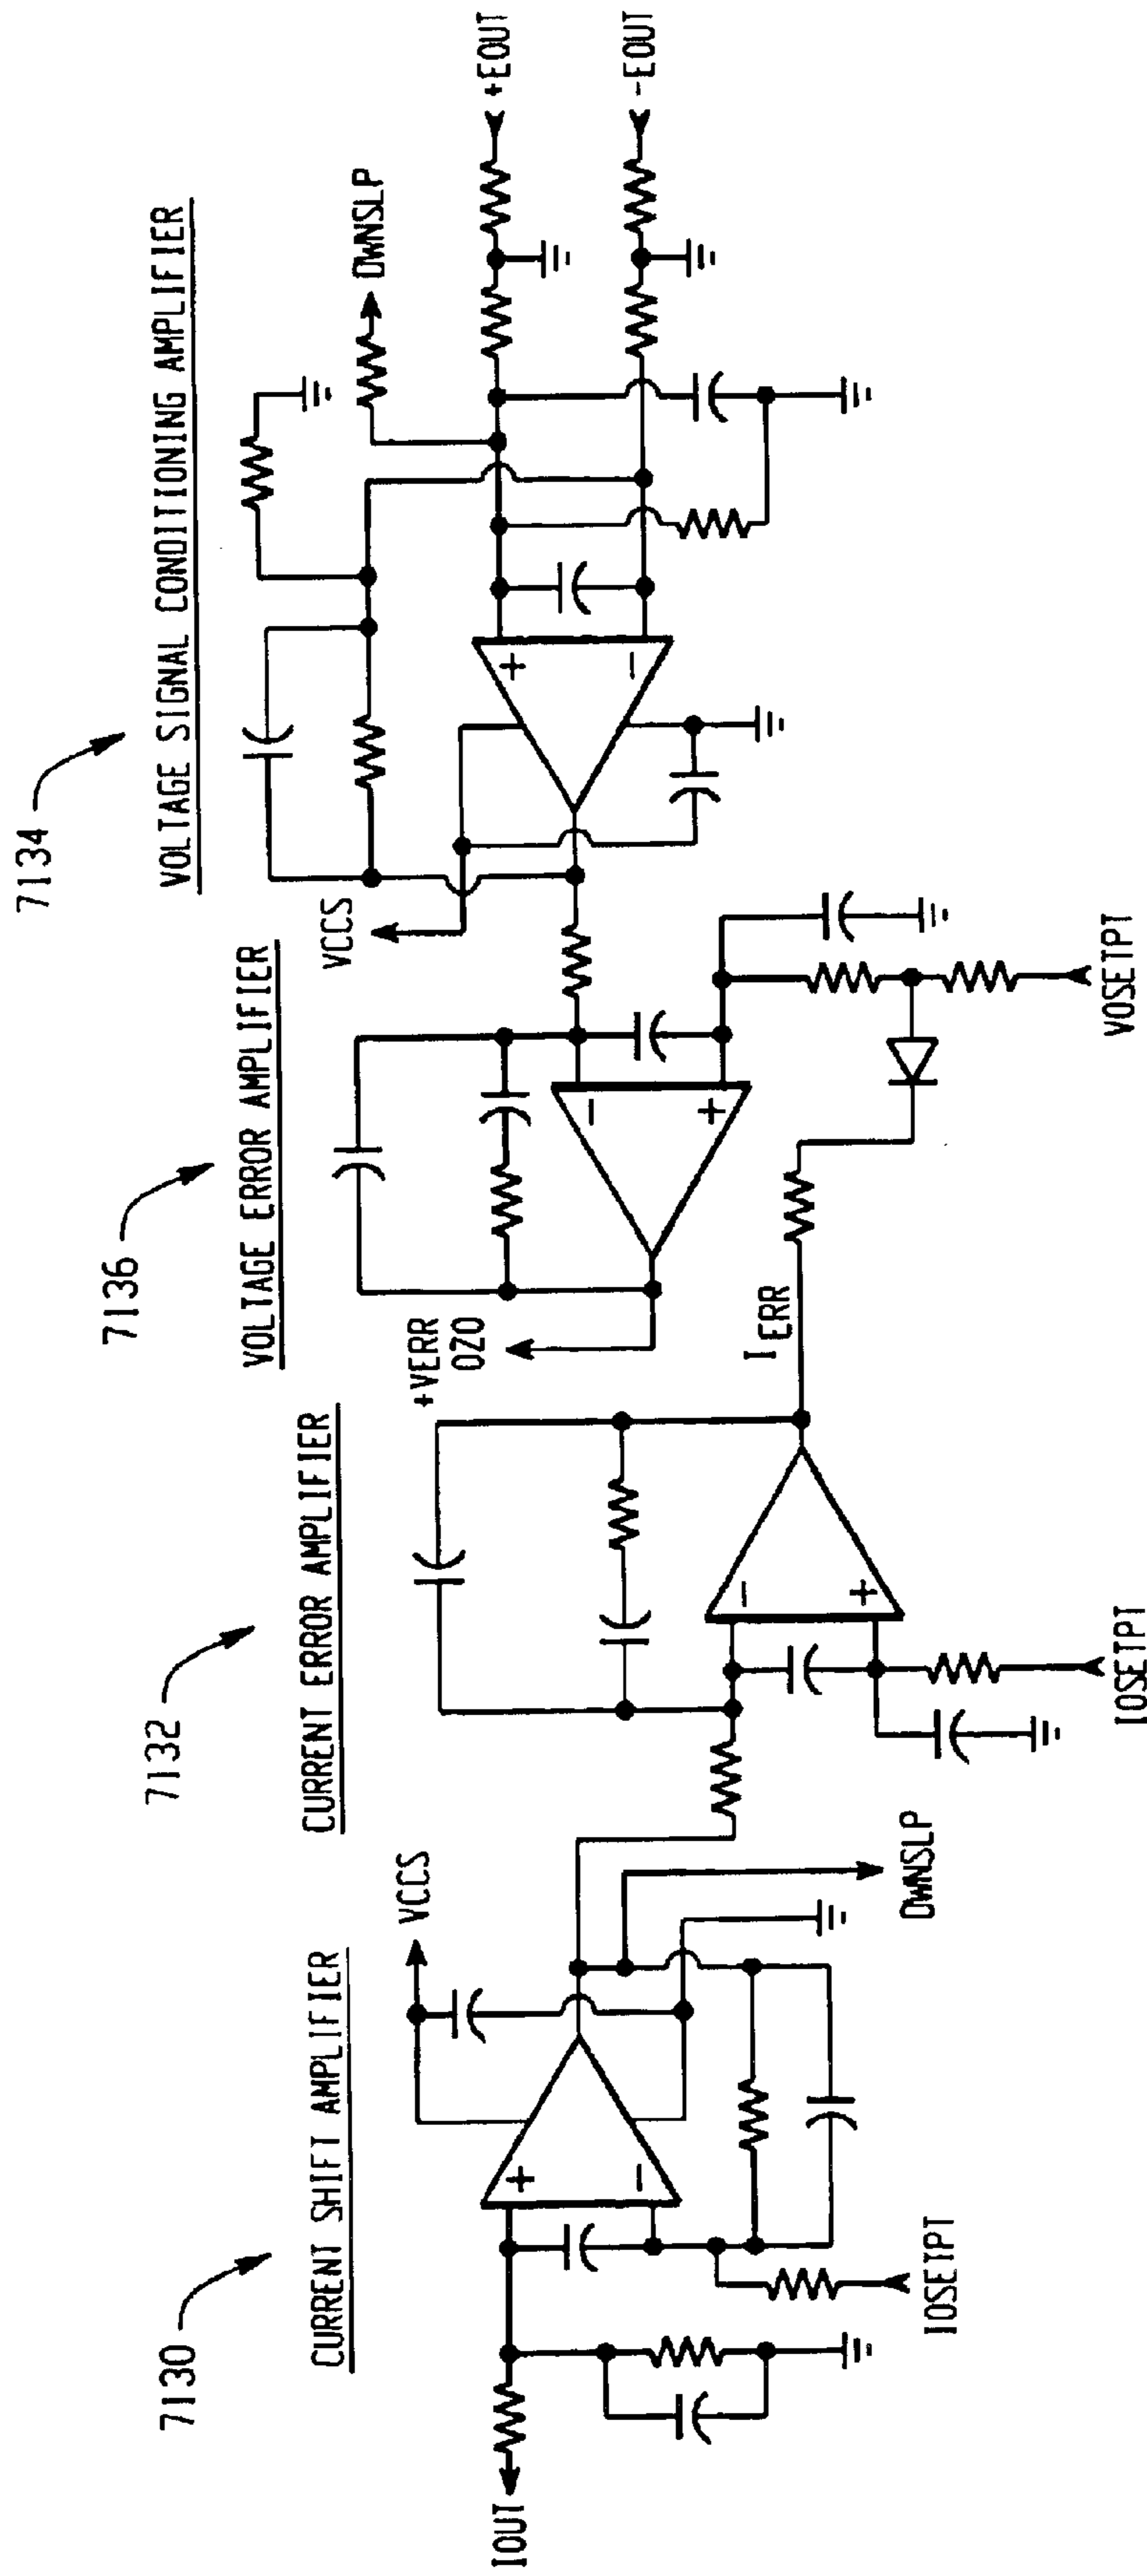 7130
CURRENT SHIFT AMPLIFIER
7132
CURRENT ERROR AMPLIFIER
7136
VOLTAGE ERROR AMPLIFIER
7134
VOLTAGE SIGNAL CONDITIONING AMPLIFIER
IOUT
+
−
IOSETPT
VCCS
DWNSLP
−
+
IOSETPT
IERR
+VERR
OZO
−
+
VOSETPT
VCCS
+
−
DWNSLP
+EOUT
-EOUT